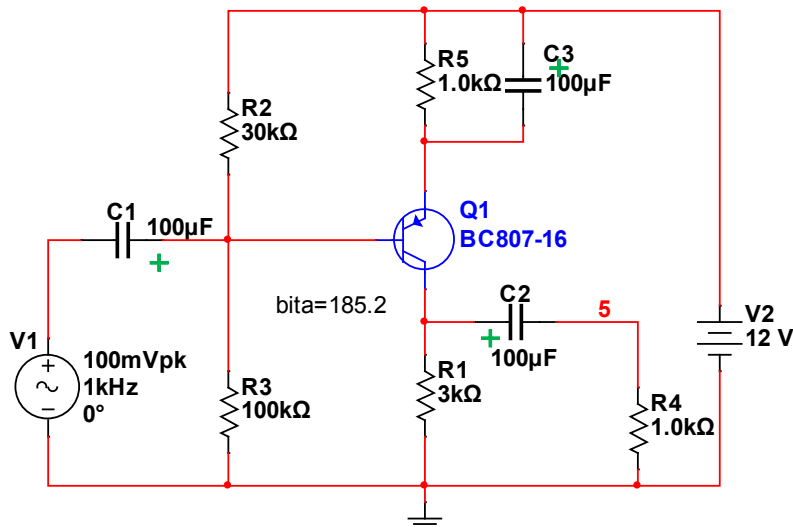 R5
1.0kΩ
C3
100µF
R2
30kΩ
C1
100µF
Q1
BC807-16
bita=185.2
C2
100µF
5
V2
12 V
V1
100mVpk
1kHz
0°
R3
100kΩ
R1
3kΩ
R4
1.0kΩ